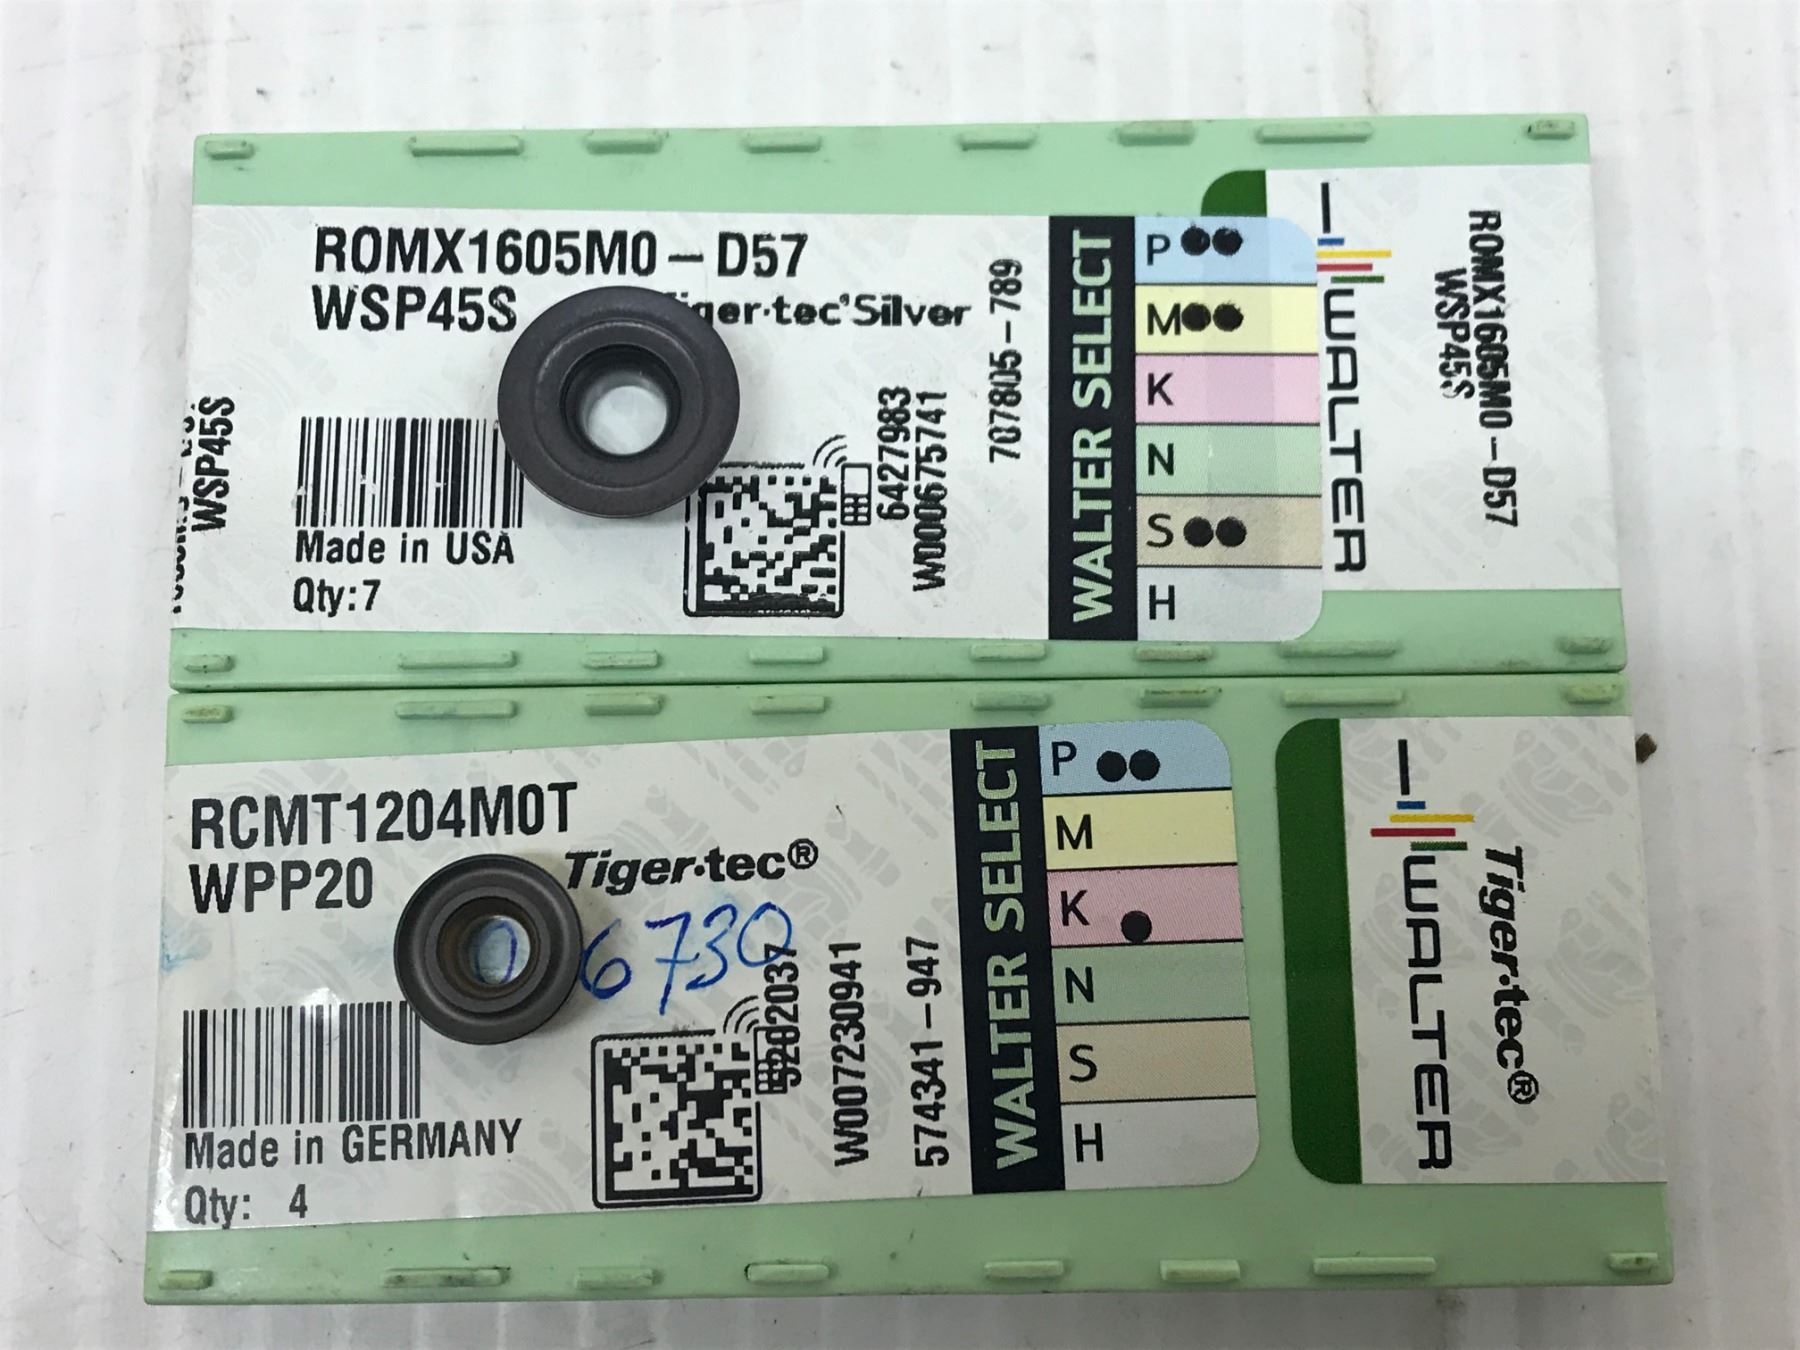 ROMX1605M0-D57
WSP45S
iger·tec®Silver
WSP45S
Made in USA
Qty:7
6427983
W000675741
707805-789
WALTER SELECT
P
M
K
N
S
H
WALTER
ROMX1605M0-D57
WSP45S
RCMT1204M0T
WPP20
Tiger·tec®
06730
Made in GERMANY
Qty: 4
W007230941
574341-947
WALTER SELECT
P
M
K
N
S
H
WALTER
Tiger·tec®